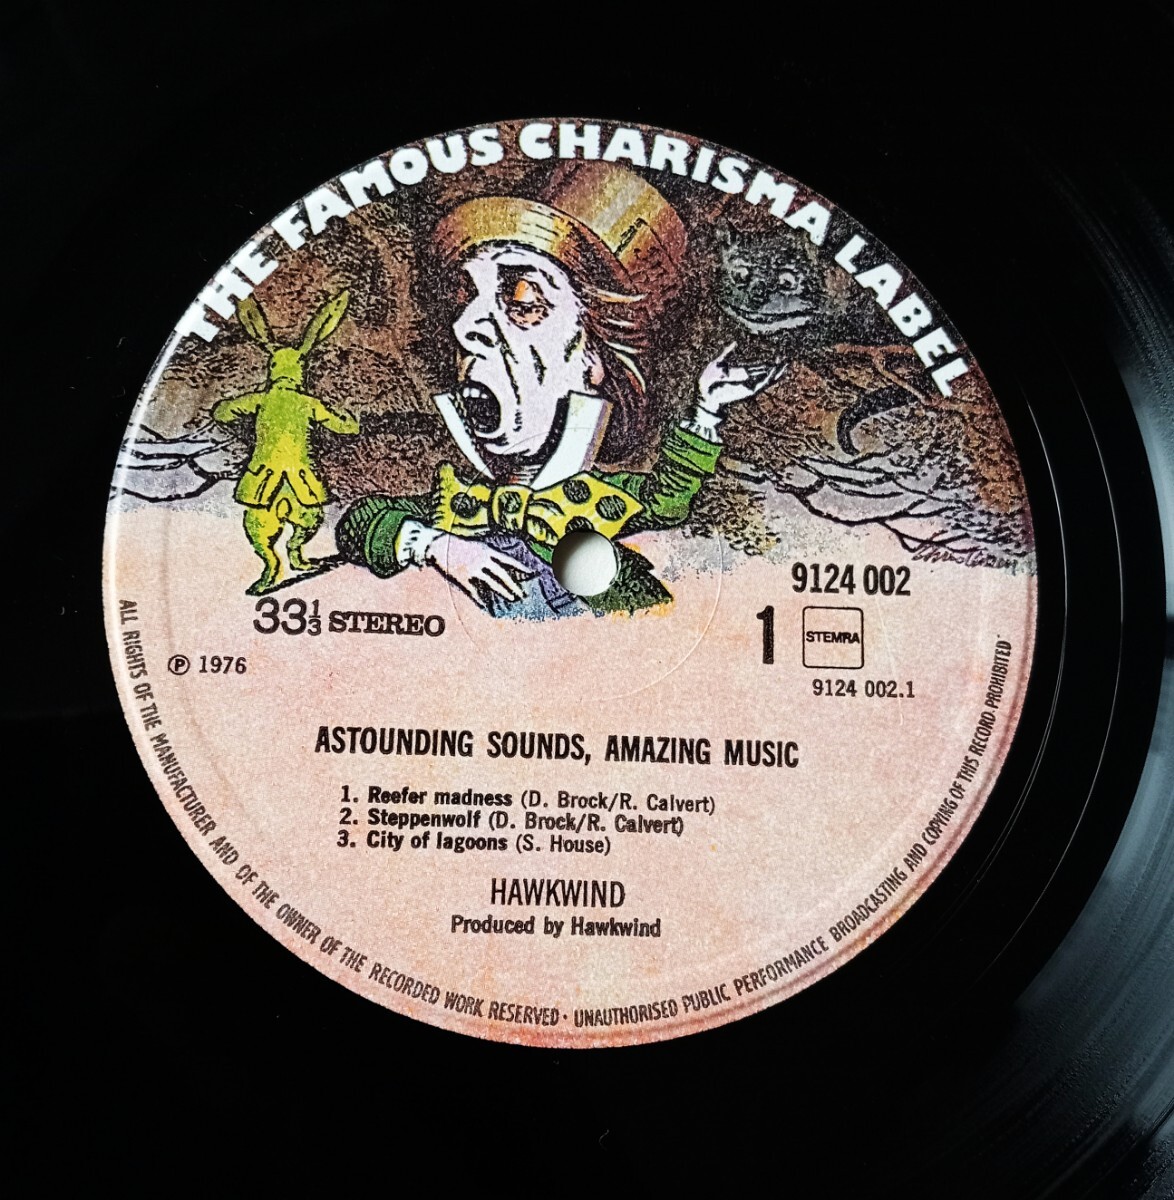 THE FAMOUS CHARISMA LABEL
9124 002
33 1/3 STEREO
1
STEMRA
℗ 1976
9124 002.1
ASTOUNDING SOUNDS, AMAZING MUSIC
1. Reefer madness (D. Brock/R. Calvert)
2. Steppenwolf (D. Brock/R. Calvert)
3. City of lagoons (S. House)
HAWKWIND
Produced by Hawkwind
ALL RIGHTS OF THE MANUFACTURER AND OF THE OWNER OF THE RECORDED WORK RESERVED · UNAUTHORISED PUBLIC PERFORMANCE BROADCASTING AND COPYING OF THIS RECORD PROHIBITED